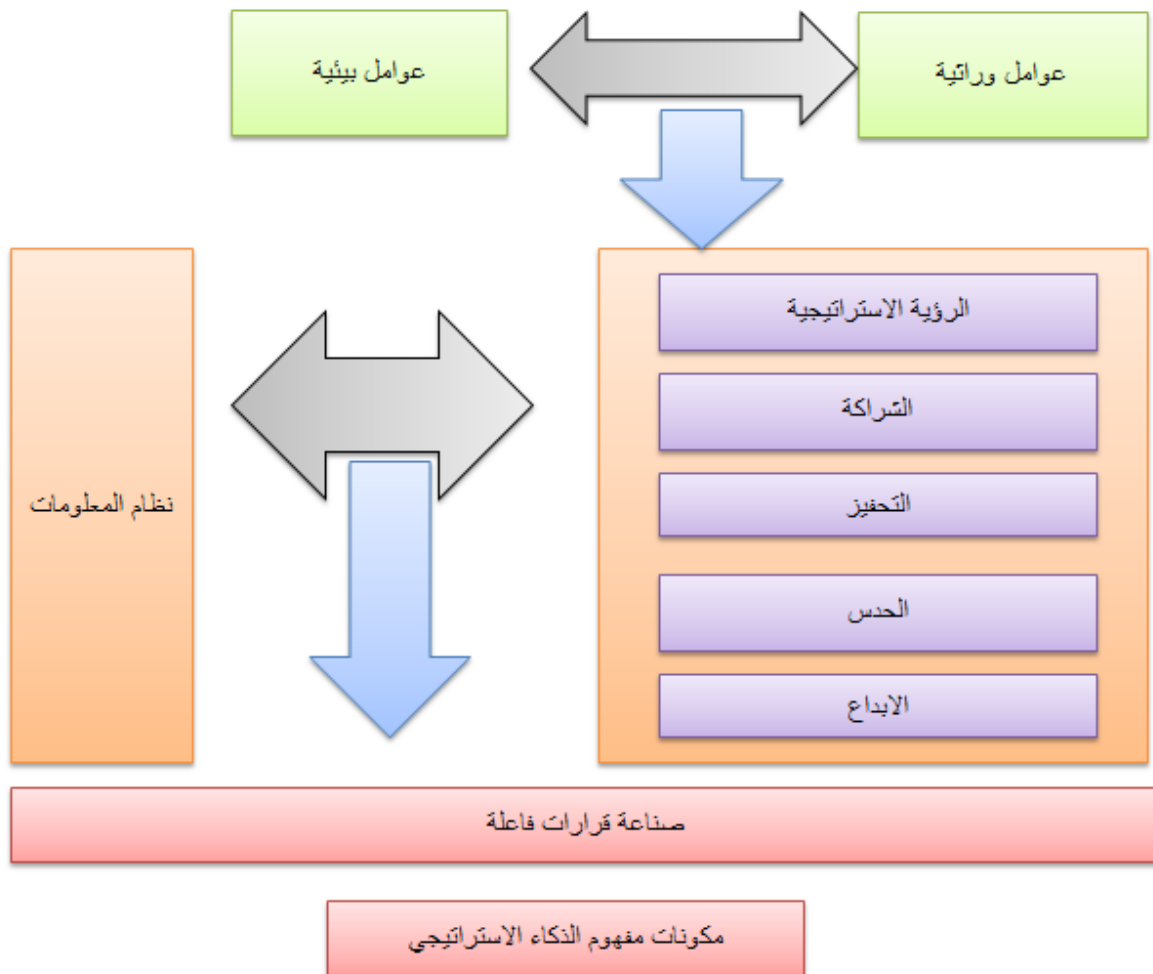 عوامل وراثية
عوامل بيئية
الرؤية الاستراتيجية
الشراكة
التحفيز
الحدس
الابداع
نظام المعلومات
صناعة قرارات فاعلة
مكونات مفهوم الذكاء الاستراتيجي